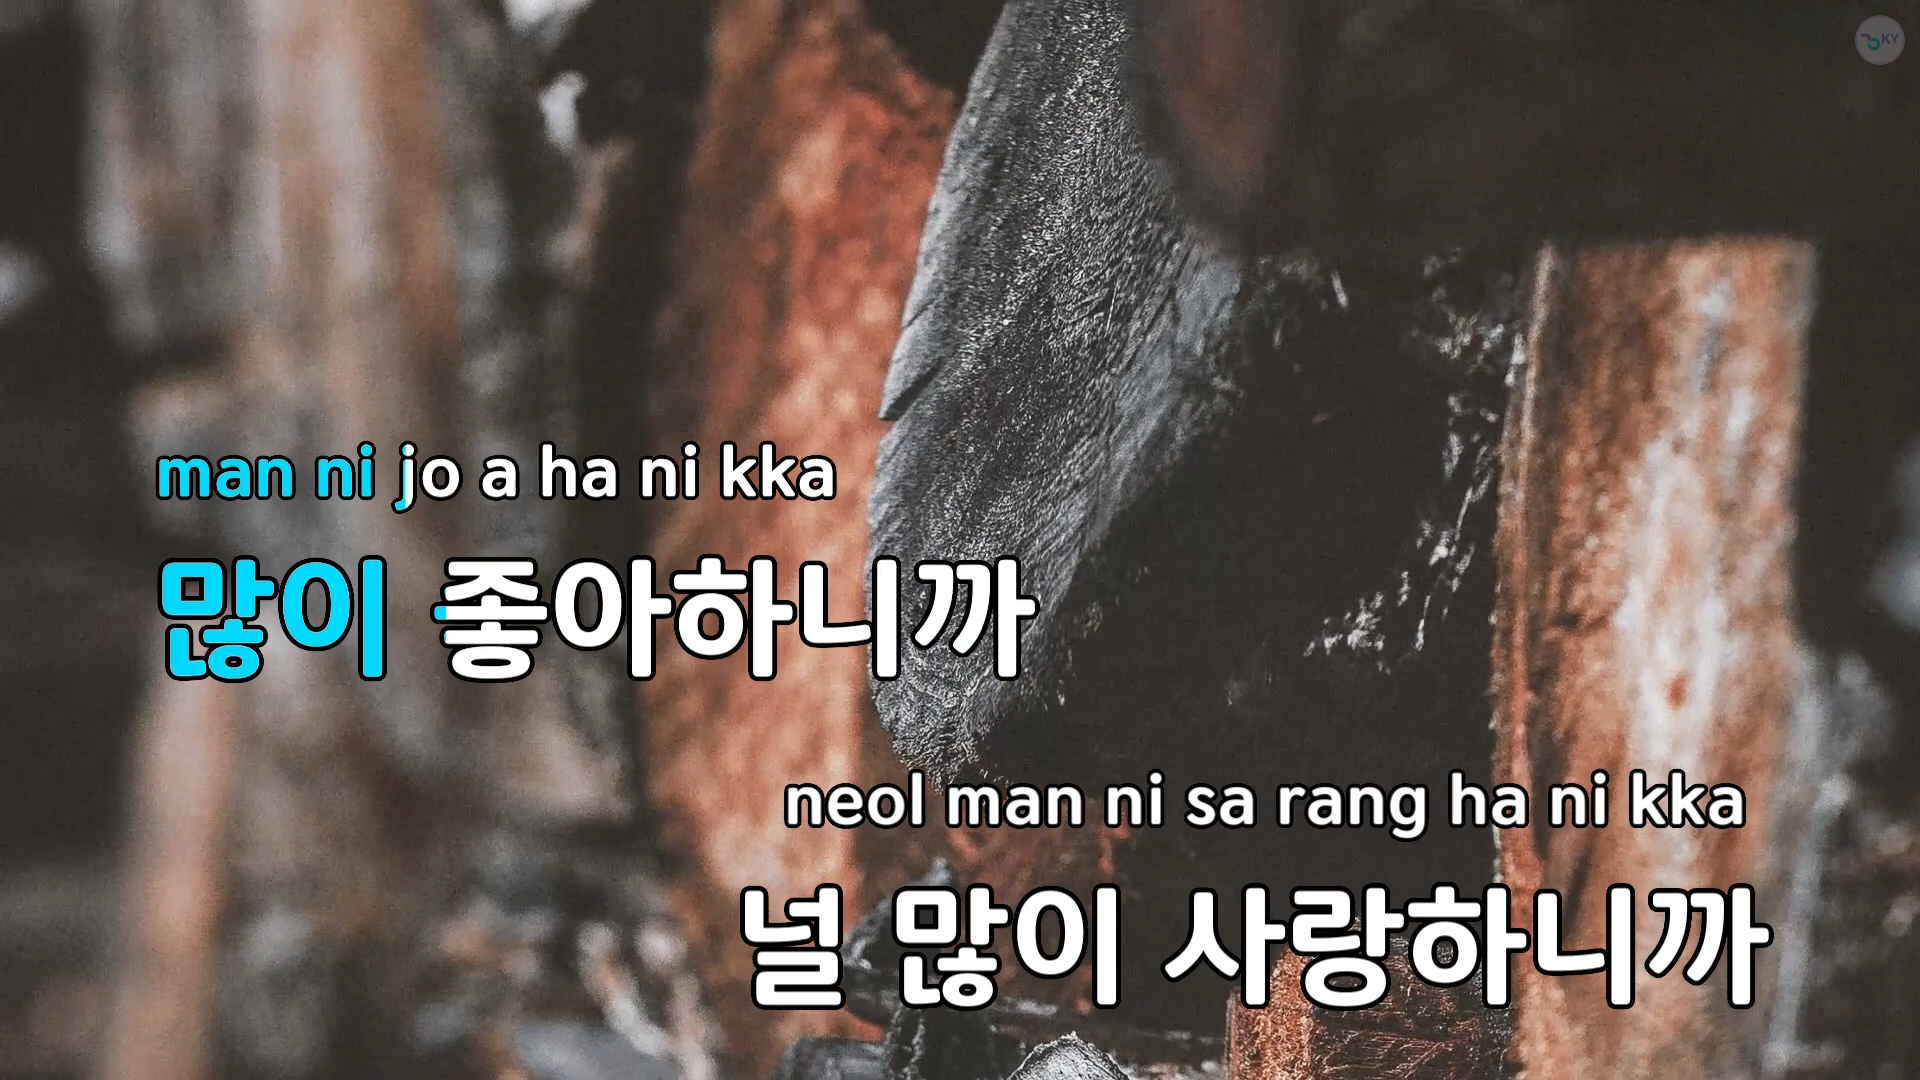 KY
man ni jo a ha ni kka
많이 좋아하니까
neol man ni sa rang ha ni kka
널 많이 사랑하니까